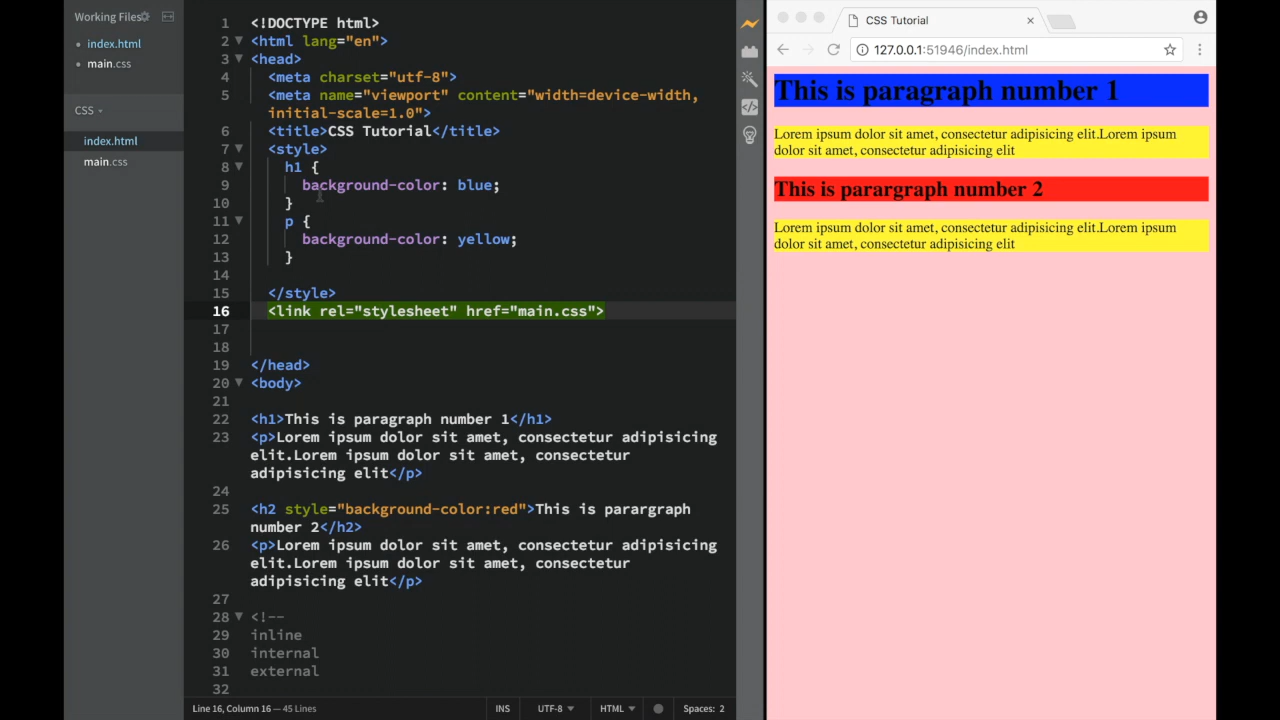 Working Files
index.html
main.css
CSS
index.html
main.css
1 <!DOCTYPE html>
2 <html lang="en">
3 <head>
4 <meta charset="utf-8">
5 <meta name="viewport" content="width=device-width,
initial-scale=1.0">
6 <title>CSS Tutorial</title>
7 <style>
8 h1 {
9 background-color: blue;
10 }
11 p {
12 background-color: yellow;
13 }
14
15 </style>
16 <link rel="stylesheet" href="main.css">
17
18
19 </head>
20 <body>
21
22 <h1>This is paragraph number 1</h1>
23 <p>Lorem ipsum dolor sit amet, consectetur adipisicing
elit.Lorem ipsum dolor sit amet, consectetur
adipisicing elit</p>
24
25 <h2 style="background-color:red">This is parargraph
number 2</h2>
26 <p>Lorem ipsum dolor sit amet, consectetur adipisicing
elit.Lorem ipsum dolor sit amet, consectetur
adipisicing elit</p>
27
28 <!--
29 inline
30 internal
31 external
32
Line 16, Column 16 — 45 Lines
INS
UTF-8
HTML
Spaces: 2
CSS Tutorial
127.0.0.1:51946/index.html
This is paragraph number 1
Lorem ipsum dolor sit amet, consectetur adipisicing elit.Lorem ipsum
dolor sit amet, consectetur adipisicing elit
This is parargraph number 2
Lorem ipsum dolor sit amet, consectetur adipisicing elit.Lorem ipsum
dolor sit amet, consectetur adipisicing elit